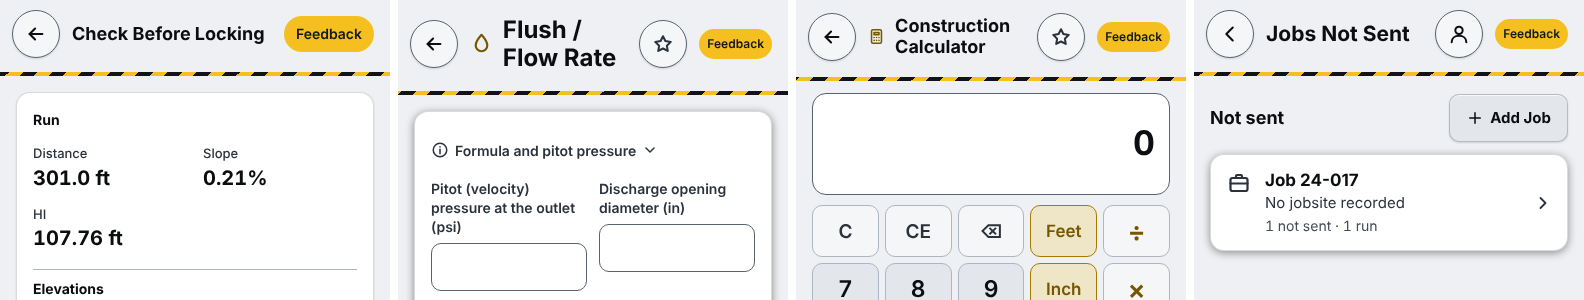 Check Before Locking
Feedback
Run
Distance
Slope
301.0 ft
0.21%
HI
107.76 ft
Elevations
Flush /
Flow Rate
Feedback
Formula and pitot pressure
Pitot (velocity)
pressure at the outlet
(psi)
Discharge opening
diameter (in)
Construction
Calculator
Feedback
0
C
CE
Feet
÷
7
8
9
Inch
×
Jobs Not Sent
Feedback
Not sent
+ Add Job
Job 24-017
No jobsite recorded
1 not sent · 1 run